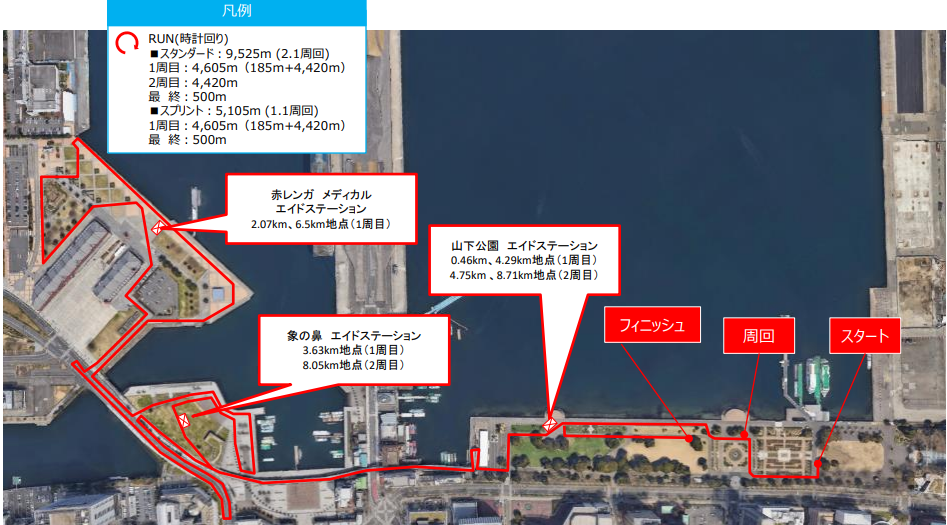 凡例
RUN(時計回り)
■スタンダード：9,525m (2.1周回)
1周目：4,605m（185m+4,420m）
2周目：4,420m
最　終：500m
■スプリント：5,105m (1.1周回)
1周目：4,605m（185m+4,420m）
最　終：500m
赤レンガ　メディカル
エイドステーション
2.07km、6.5km地点（1周目）
山下公園　エイドステーション
0.46km、4.29km地点（1周目）
4.75km 、8.71km地点（2周目）
象の鼻　エイドステーション
3.63km地点（1周目）
8.05km地点（2周目）
フィニッシュ
周回
スタート